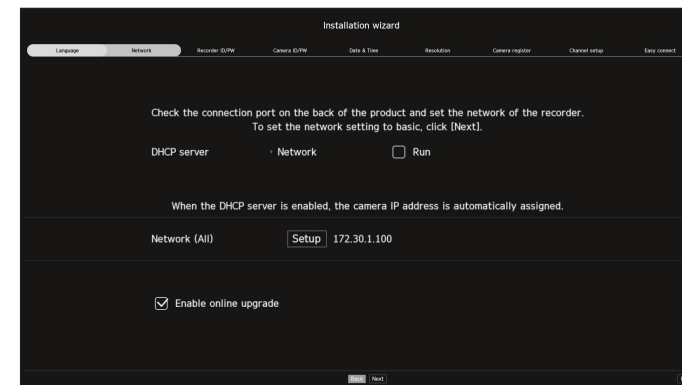 Installation wizard
Language Network Recorder ID/PW Camera ID/PW Date & Time Resolution Camera register Channel setup Easy connect
Check the connection port on the back of the product and set the network of the recorder.
To set the network setting to basic, click [Next].
DHCP server Network Run
When the DHCP server is enabled, the camera IP address is automatically assigned.
Network (All) Setup 172.30.1.100
Enable online upgrade
Back Next